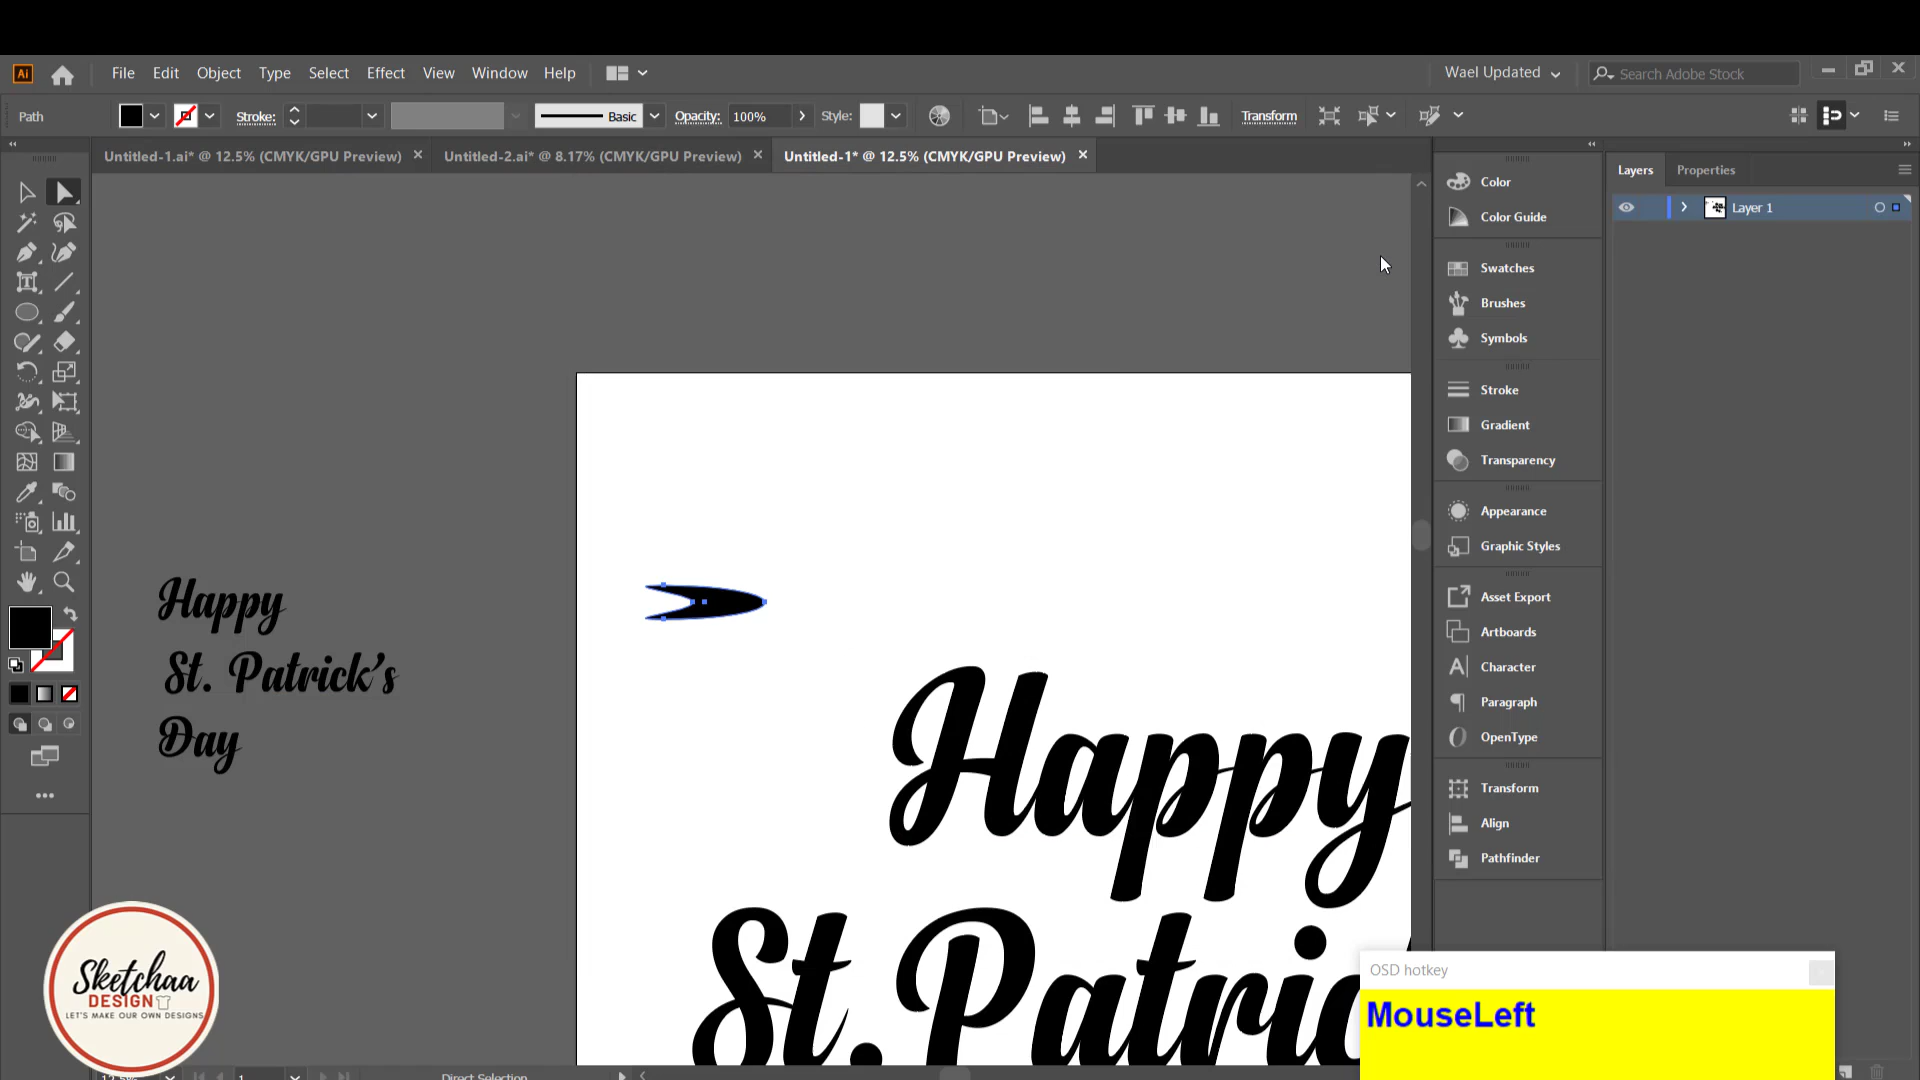 Ai File Edit Object Type Select Effect View Window Help Wael Updated Search Adobe Stock
Path Stroke: Basic Opacity: 100% Style: Transform
Untitled-1.ai* @ 12.5% (CMYK/GPU Preview) Untitled-2.ai* @ 8.17% (CMYK/GPU Preview) Untitled-1* @ 12.5% (CMYK/GPU Preview)
Color
Color Guide
Swatches
Brushes
Symbols
Stroke
Gradient
Transparency
Appearance
Graphic Styles
Asset Export
Artboards
Character
Paragraph
OpenType
Transform
Align
Pathfinder
Layers Properties
Layer 1
Happy
St. Patrick's
Day
Happy
St.Patric
Sketchaa
DESIGN
LET'S MAKE OUR OWN DESIGNS
OSD hotkey
MouseLeft
12.5% 1 Direct Selection